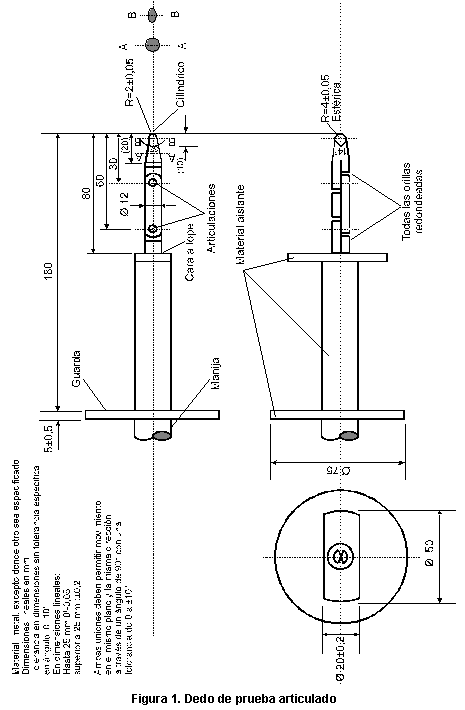 Material: metal, excepto donde otro sea especificado
Dimensiones lineales en mm
Tolerancia en dimensiones sin tolerancia específica
en ángulo
En dimensiones lineales:
Hasta 25 mm
superior a 25 mm ±0,2
Ambas uniones deben permitir movimiento
en el mismo plano y la misma dirección
a través de un ángulo de 90° con una
tolerancia de 0 a +10°
5±0,5
180
Guarda
Manija
80
60
30
(20)
(10)
Ø 12
Cara a tope
Articulaciones
R=2±0,05
Cilíndrico
A
A
B
B
Material aislante
R=4±0,05
Esférica
Todas las orillas
redondeadas
Ø 75
Ø 50
Ø 20±0,2
Figura 1. Dedo de prueba articulado